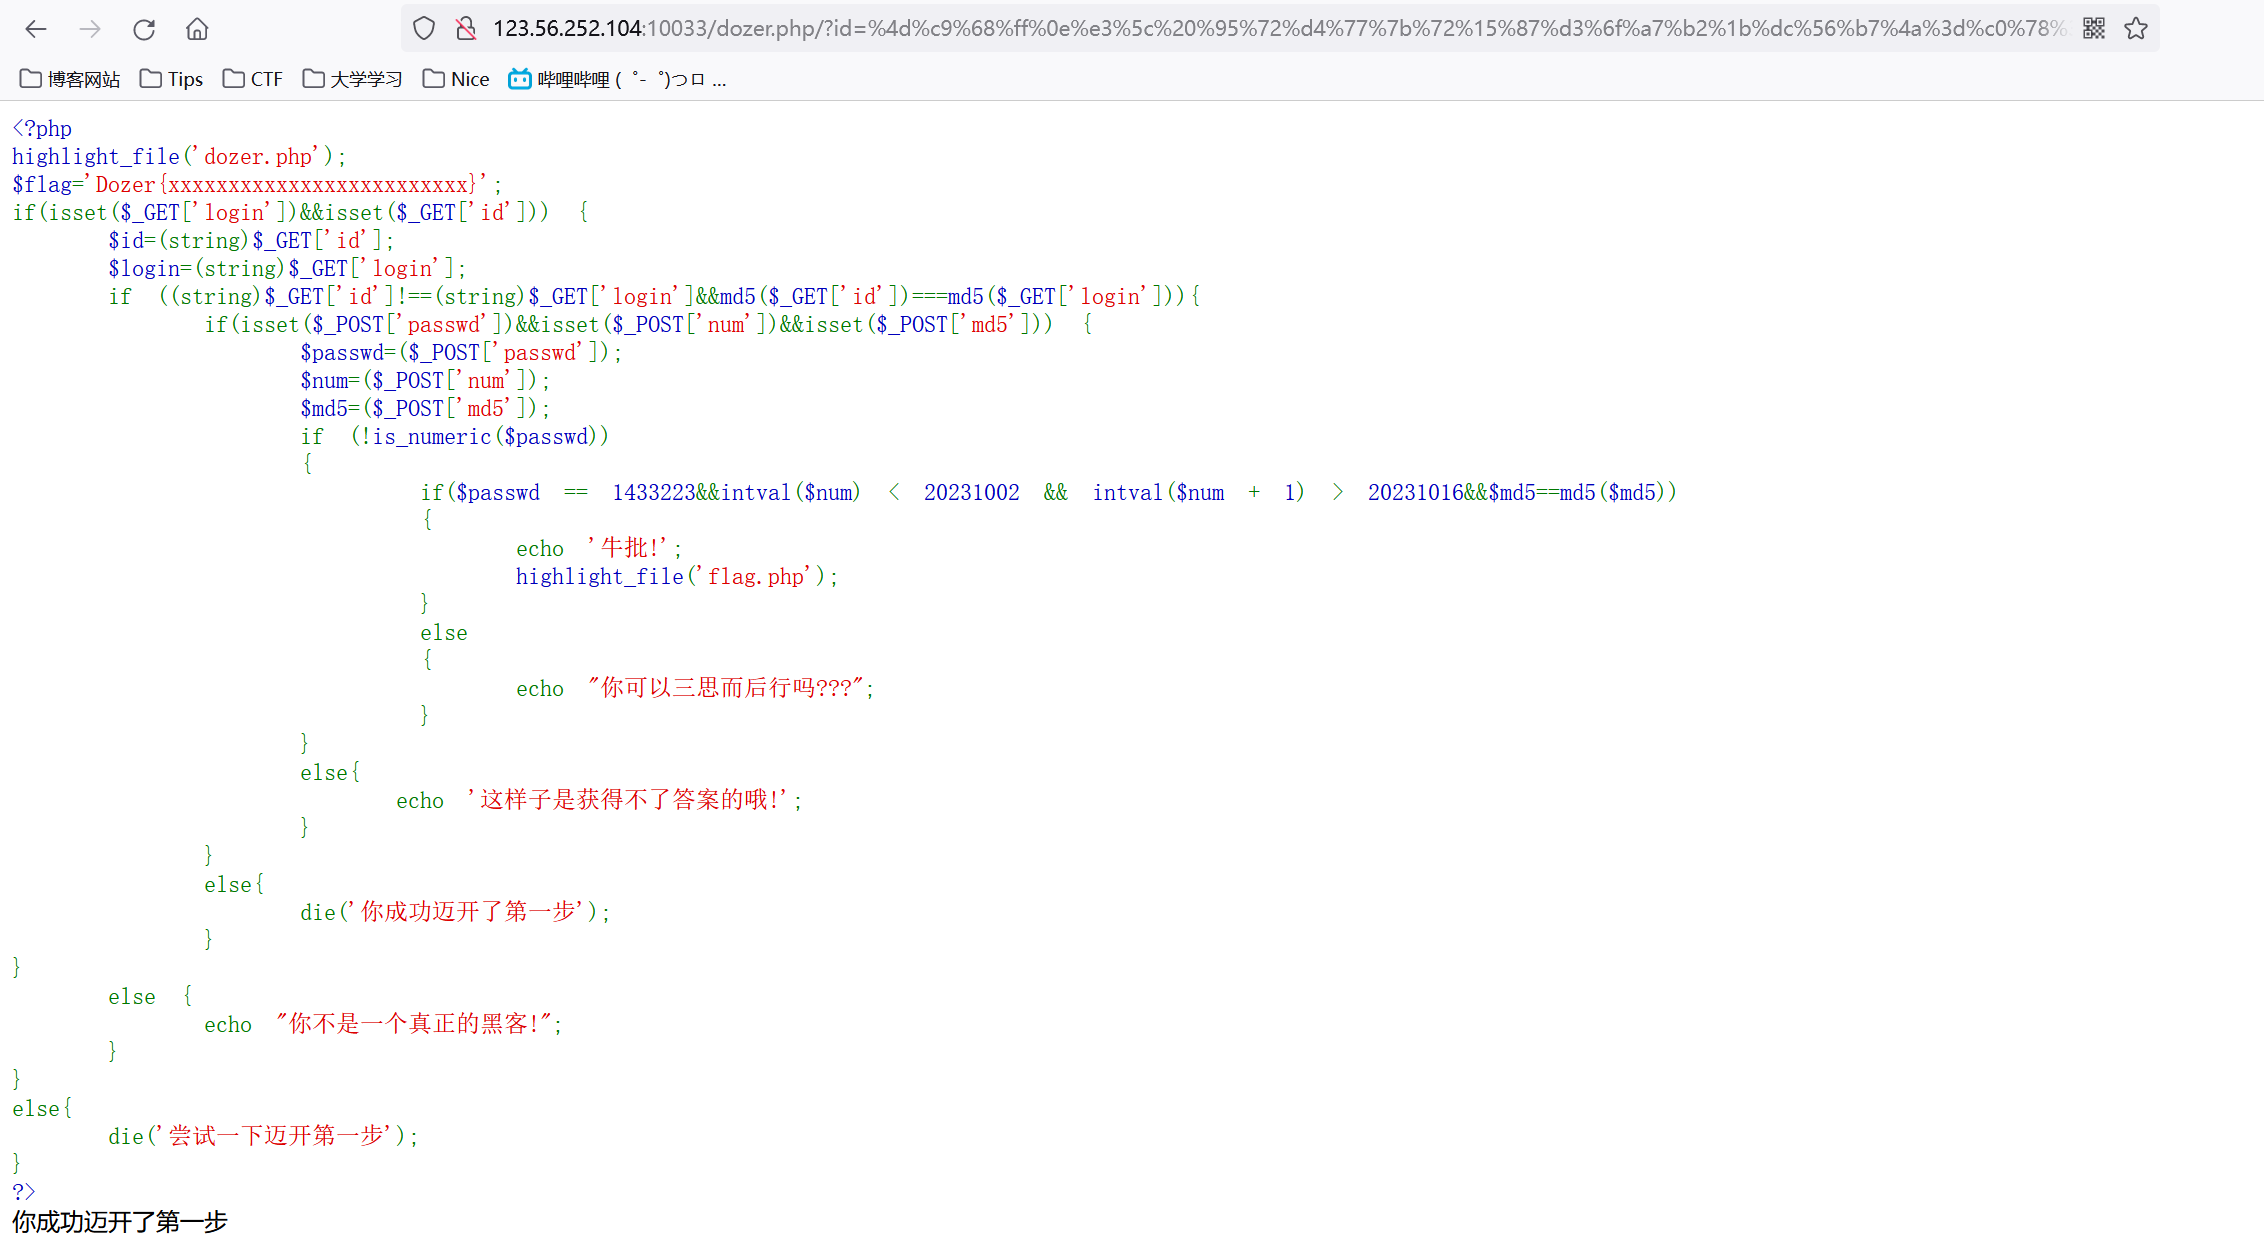 123.56.252.104:10033/dozer.php/?id=%4d%c9%68%ff%0e%e3%5c%20%95%72%d4%77%7b%72%15%87%d3%6f%a7%b2%1b%dc%56%b7%4a%3d%c0%78%
博客网站 Tips CTF 大学学习 Nice 哔哩哔哩 ( ゜- ゜)つロ ...
<?php
highlight_file('dozer.php');
$flag='Dozer{xxxxxxxxxxxxxxxxxxxxxxxxx}';
if(isset($_GET['login'])&&isset($_GET['id'])) {
$id=(string)$_GET['id'];
$login=(string)$_GET['login'];
if ((string)$_GET['id']!==(string)$_GET['login']&&md5($_GET['id'])===md5($_GET['login'])){
if(isset($_POST['passwd'])&&isset($_POST['num'])&&isset($_POST['md5'])) {
$passwd=($_POST['passwd']);
$num=($_POST['num']);
$md5=($_POST['md5']);
if (!is_numeric($passwd))
{
if($passwd == 1433223&&intval($num) < 20231002 && intval($num + 1) > 20231016&&$md5==md5($md5))
{
echo '牛批!';
highlight_file('flag.php');
}
else
{
echo "你可以三思而后行吗???";
}
}
else{
echo '这样子是获得不了答案的哦!';
}
}
else{
die('你成功迈开了第一步');
}
}
else {
echo "你不是一个真正的黑客!";
}
}
else{
die('尝试一下迈开第一步');
}
?>
你成功迈开了第一步